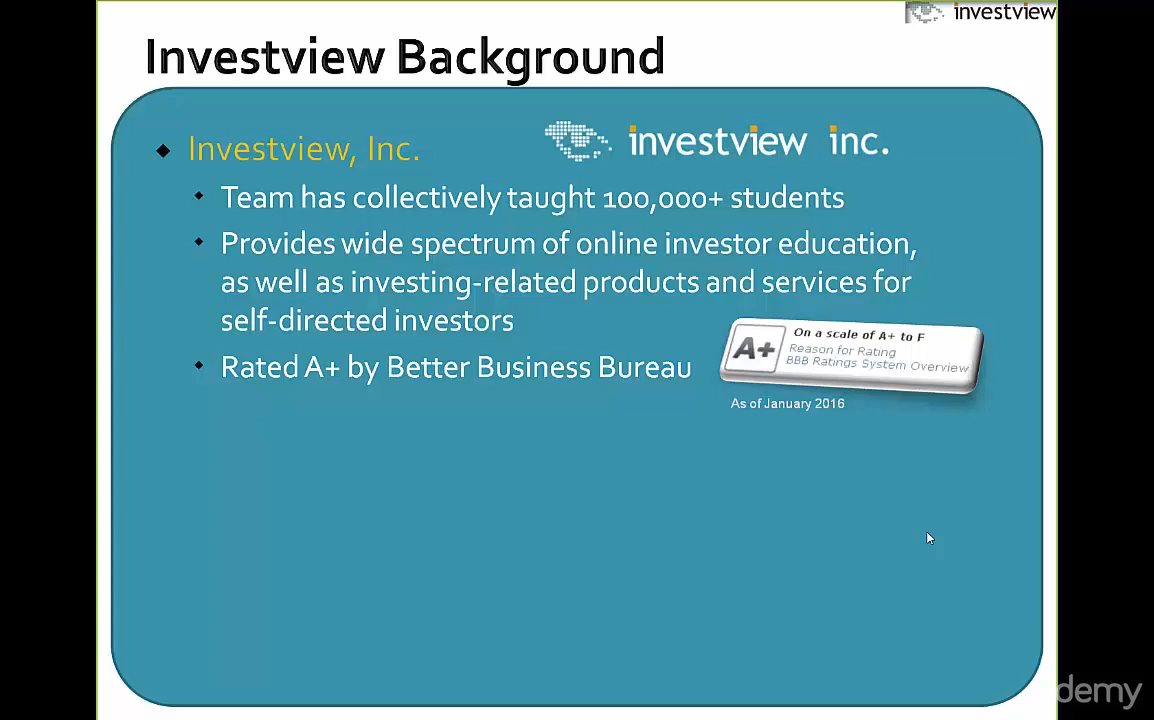 investview
Investview Background
investview inc.
Investview, Inc.
Team has collectively taught 100,000+ students
Provides wide spectrum of online investor education,
as well as investing-related products and services for
self-directed investors
Rated A+ by Better Business Bureau
A+
On a scale of A+ to F
Reason for Rating
BBB Ratings System Overview
As of January 2016
demy